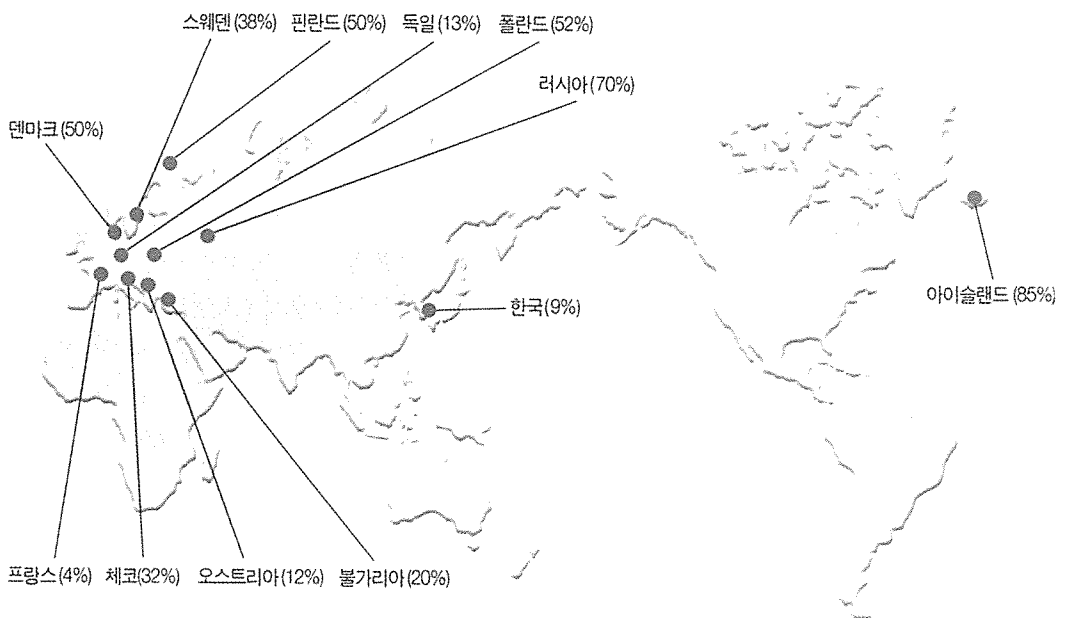 스웨덴(38%) 핀란드(50%) 독일(13%) 폴란드(52%)
러시아(70%)
덴마크(50%)
아이슬랜드(85%)
한국(9%)
프랑스(4%) 체코(32%) 오스트리아(12%) 불가리아(20%)